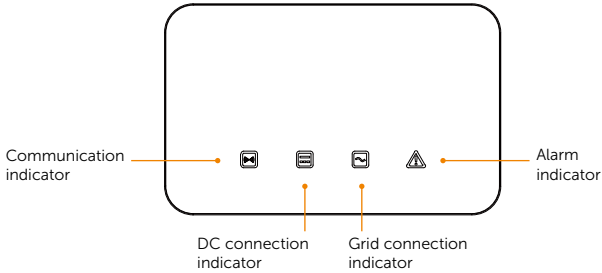 Communication
indicator
Alarm
indicator
DC connection
indicator
Grid connection
indicator